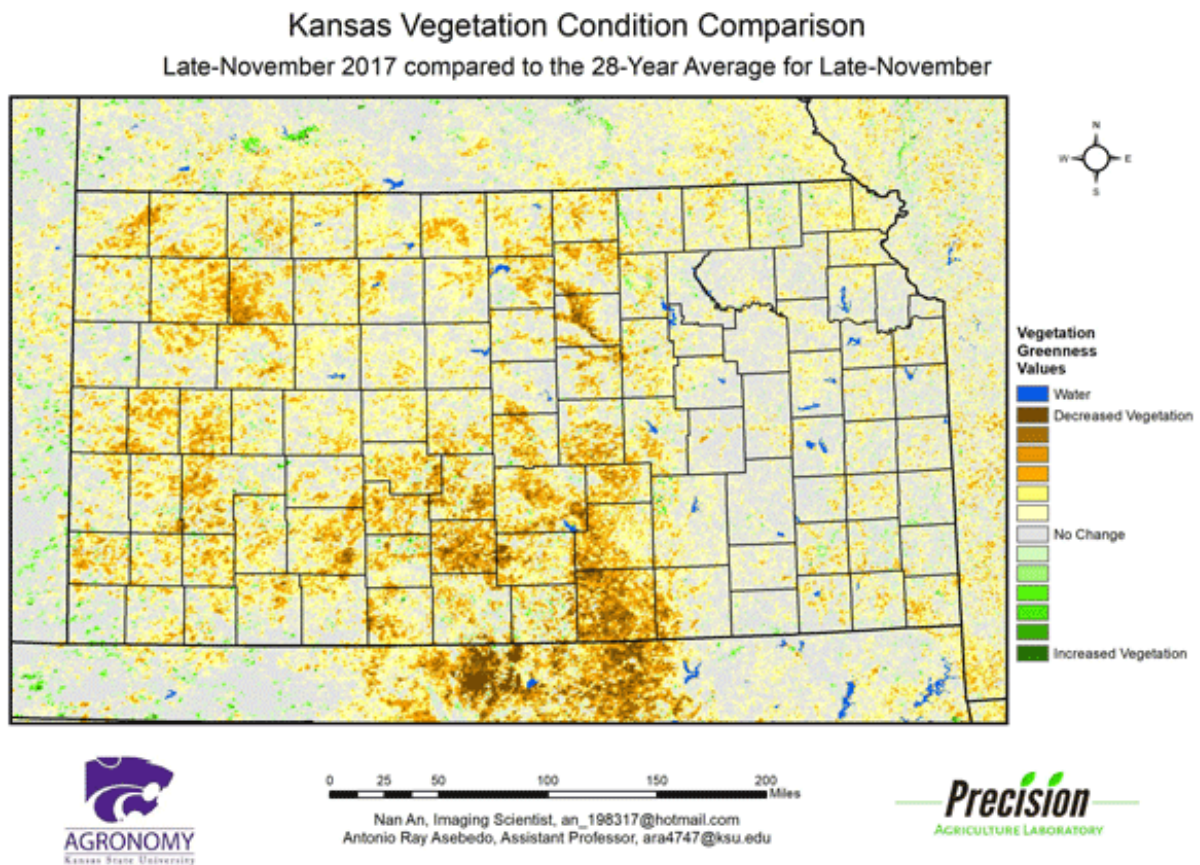 Kansas Vegetation Condition Comparison
Late-November 2017 compared to the 28-Year Average for Late-November
N
W
E
S
Vegetation
Greenness
Values
Water
Decreased Vegetation
No Change
Increased Vegetation
0 25 50 100 150 200
Miles
Nan An, Imaging Scientist, an_198317@hotmail.com
Antonio Ray Asebedo, Assistant Professor, ara4747@ksu.edu
AGRONOMY
Kansas State University
Precision
AGRICULTURE LABORATORY